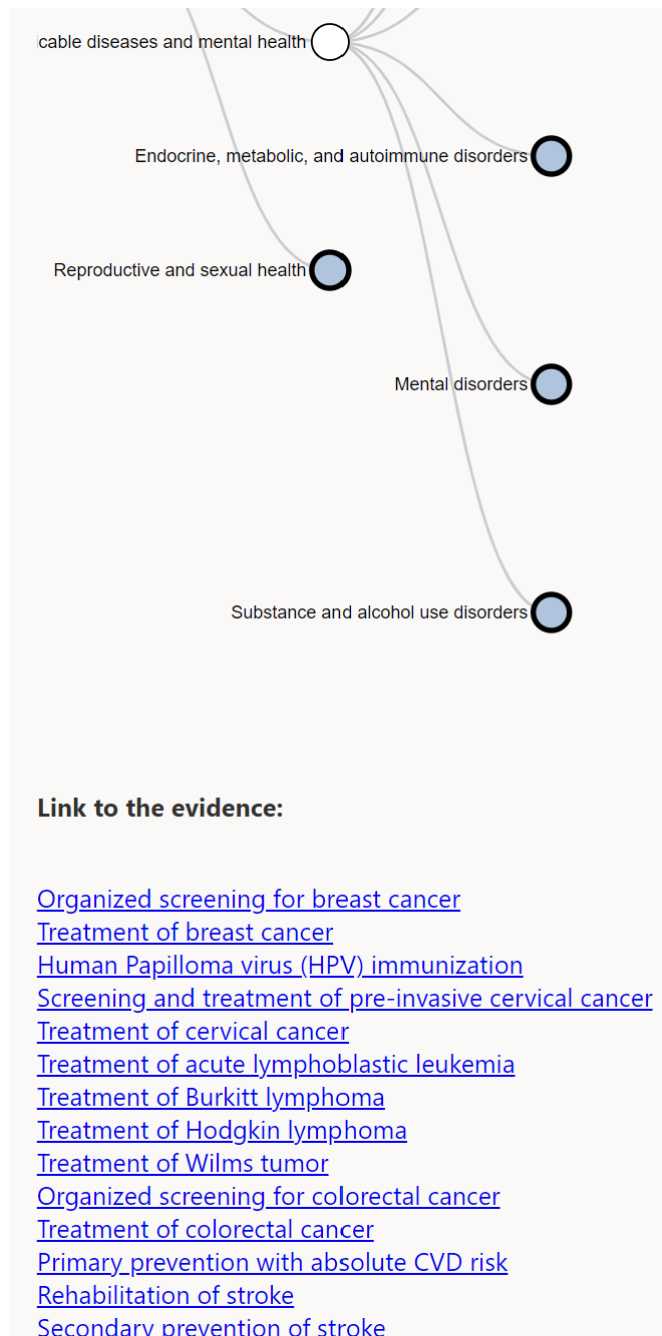 icable diseases and mental health
Endocrine, metabolic, and autoimmune disorders
Reproductive and sexual health
Mental disorders
Substance and alcohol use disorders
Link to the evidence:
Organized screening for breast cancer
Treatment of breast cancer
Human Papilloma virus (HPV) immunization
Screening and treatment of pre-invasive cervical cancer
Treatment of cervical cancer
Treatment of acute lymphoblastic leukemia
Treatment of Burkitt lymphoma
Treatment of Hodgkin lymphoma
Treatment of Wilms tumor
Organized screening for colorectal cancer
Treatment of colorectal cancer
Primary prevention with absolute CVD risk
Rehabilitation of stroke
Secondary prevention of stroke